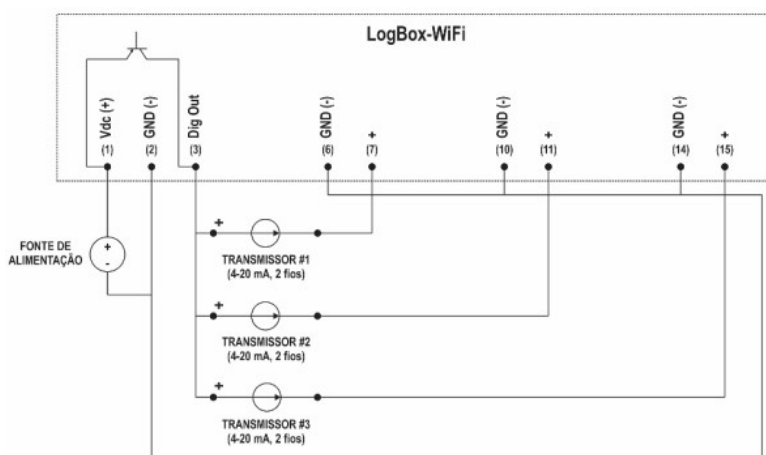 LogBox-WiFi
Vdc (+)
(1)
GND (-)
(2)
Dig Out
(3)
GND (-)
(6)
+
(7)
GND (-)
(10)
+
(11)
GND (-)
(14)
+
(15)
FONTE DE
ALIMENTAÇÃO
+
-
+
TRANSMISSOR #1
(4-20 mA, 2 fios)
+
TRANSMISSOR #2
(4-20 mA, 2 fios)
+
TRANSMISSOR #3
(4-20 mA, 2 fios)